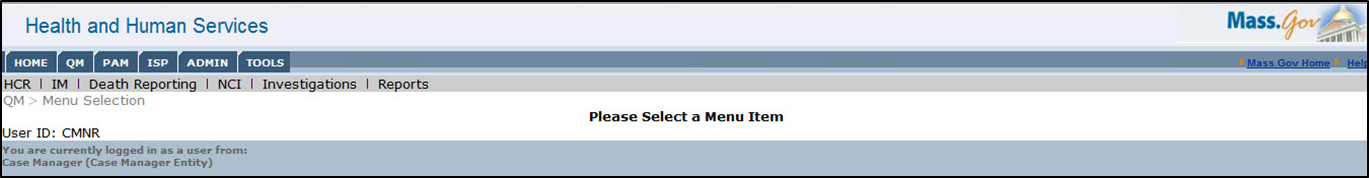 Health and Human Services
Mass.Gov
HOME QM PAM ISP ADMIN TOOLS Mass.Gov Home Help
HCR | IM | Death Reporting | NCI | Investigations | Reports
QM > Menu Selection
Please Select a Menu Item
User ID: CMNR
You are currently logged in as a user from:
Case Manager (Case Manager Entity)